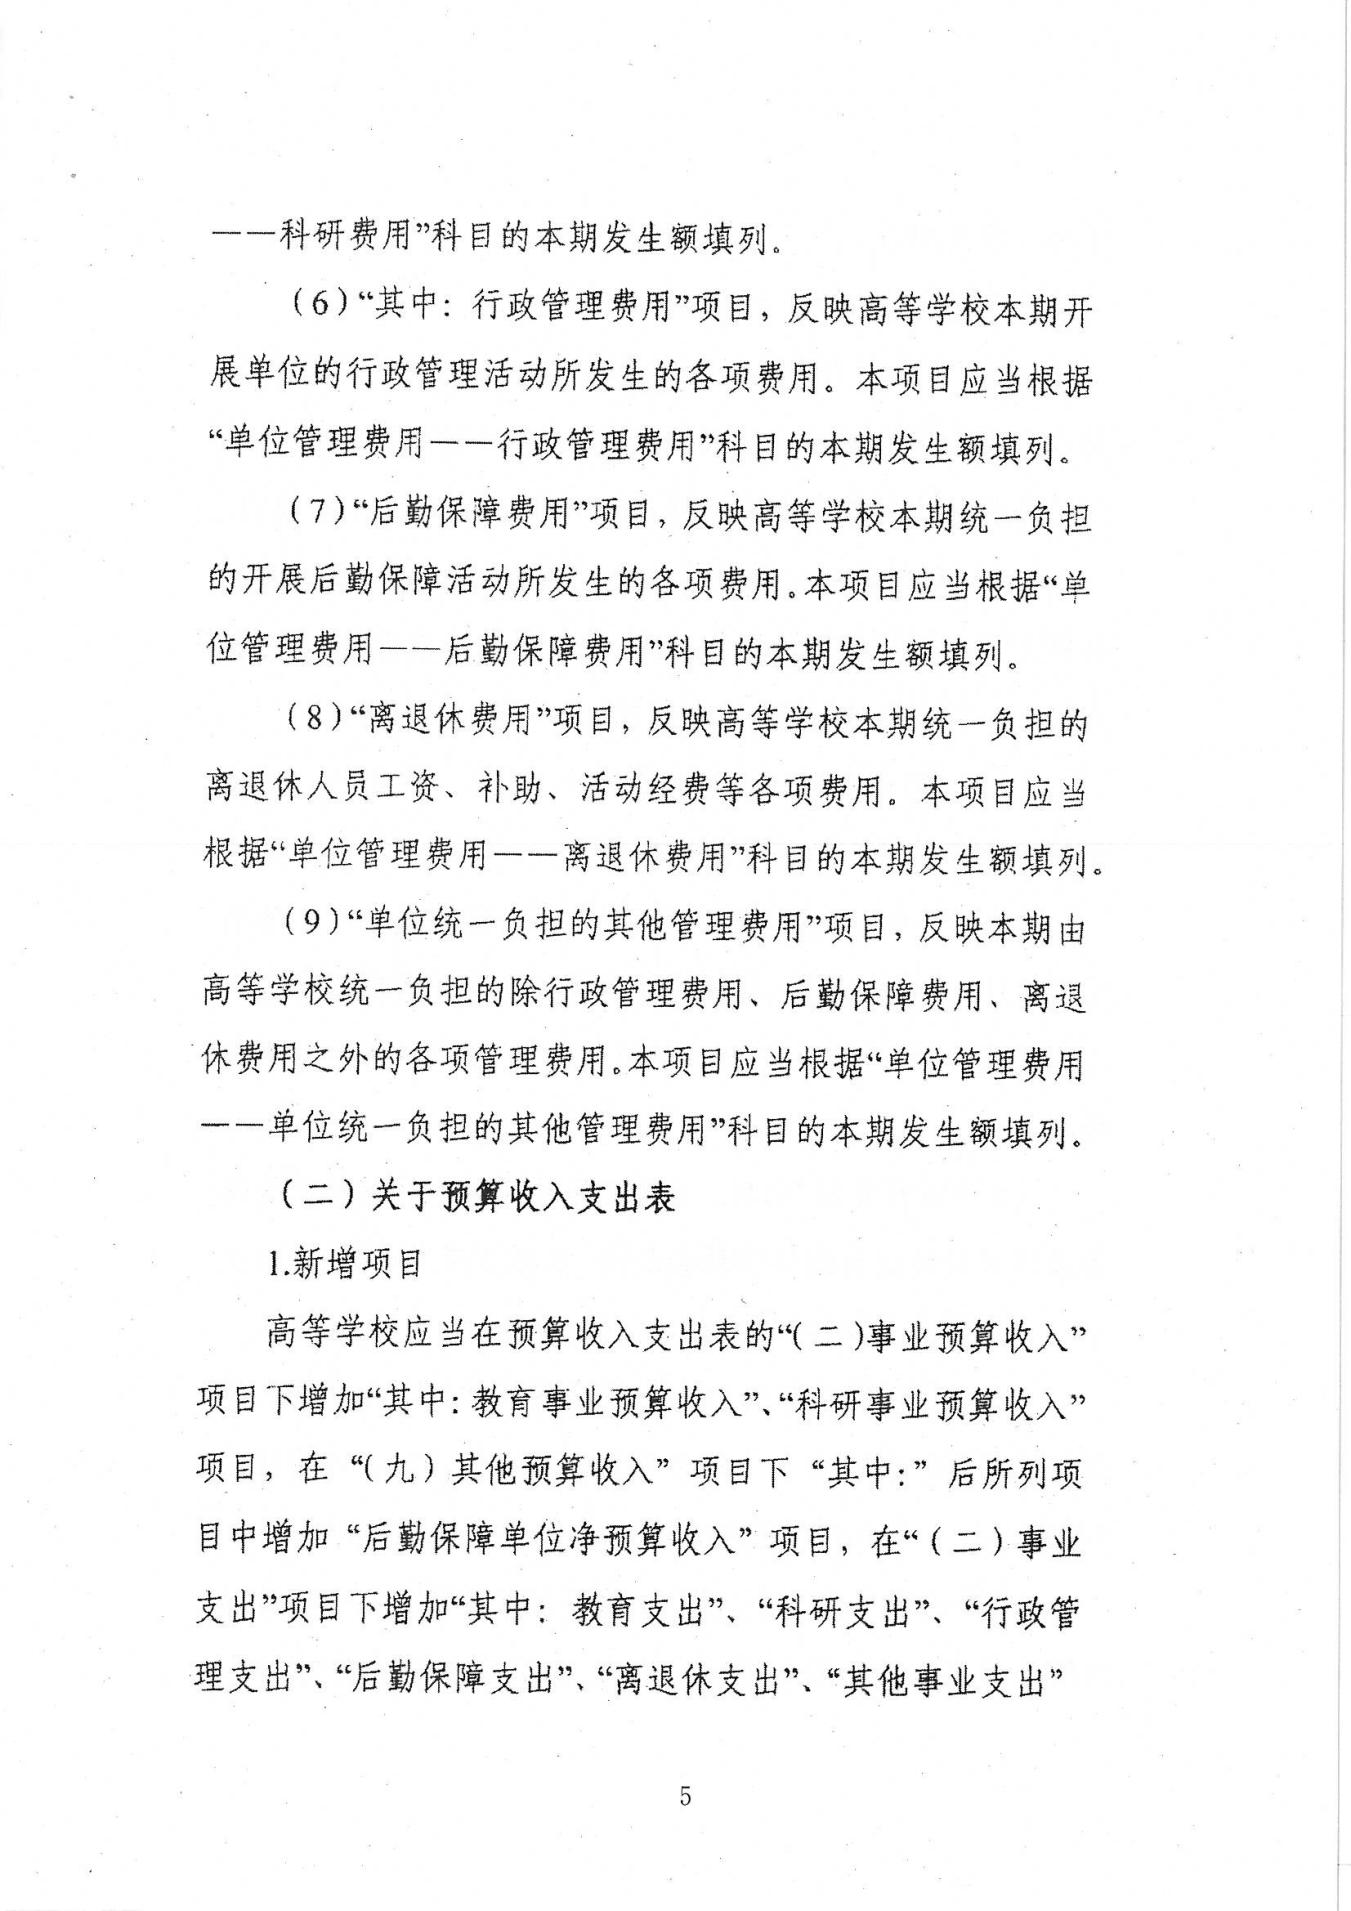 ——科研费用”科目的本期发生额填列。
（6）“其中：行政管理费用”项目，反映高等学校本期开
展单位的行政管理活动所发生的各项费用。本项目应当根据
“单位管理费用——行政管理费用”科目的本期发生额填列。
（7）“后勤保障费用”项目，反映高等学校本期统一负担
的开展后勤保障活动所发生的各项费用。本项目应当根据“单
位管理费用——后勤保障费用”科目的本期发生额填列。
（8）“离退休费用”项目，反映高等学校本期统一负担的
离退休人员工资、补助、活动经费等各项费用。本项目应当
根据“单位管理费用——离退休费用”科目的本期发生额填列。
（9）“单位统一负担的其他管理费用”项目，反映本期由
高等学校统一负担的除行政管理费用、后勤保障费用、离退
休费用之外的各项管理费用。本项目应当根据“单位管理费用
——单位统一负担的其他管理费用”科目的本期发生额填列。
（二）关于预算收入支出表
1.新增项目
高等学校应当在预算收入支出表的“（二）事业预算收入”
项目下增加“其中：教育事业预算收入”、“科研事业预算收入”
项目，在“（九）其他预算收入”项目下“其中：”后所列项
目中增加“后勤保障单位净预算收入”项目，在“（二）事业
支出”项目下增加“其中：教育支出”、“科研支出”、“行政管
理支出”、“后勤保障支出”、“离退休支出”、“其他事业支出”
5